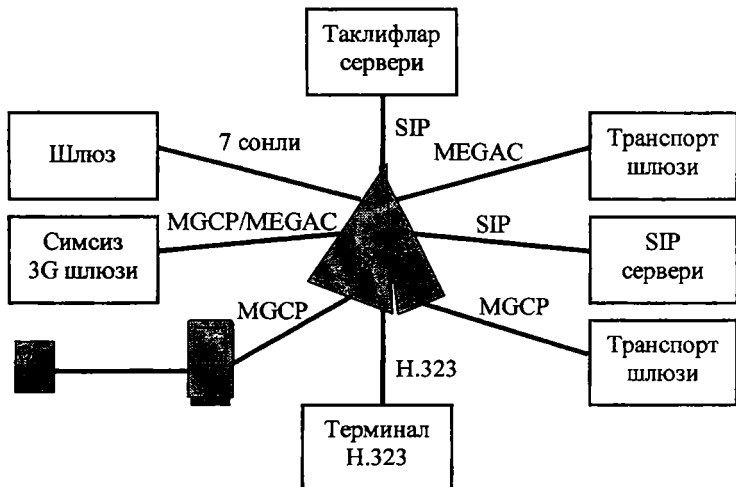 Таклифлар
сервери
SIP
7 сонли
MEGAC
Шлюз
Транспорт
шлюзи
MGCP/MEGAC
SIP
Симсиз
3G шлюзи
SIP
сервери
MGCP
MGCP
Транспорт
шлюзи
H.323
Терминал
H.323